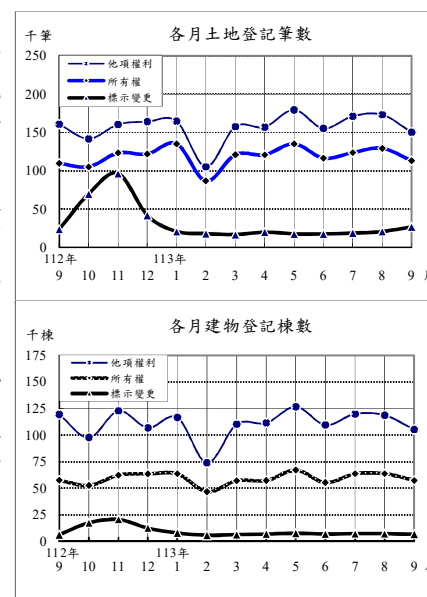 各月土地登記筆數
千筆
250
200
150
100
50
0
他項權利
所有權
標示變更
112年 113年
9 10 11 12 1 2 3 4 5 6 7 8 9 月
各月建物登記棟數
千棟
175
150
125
100
75
50
25
0
他項權利
所有權
標示變更
112年 113年
9 10 11 12 1 2 3 4 5 6 7 8 9